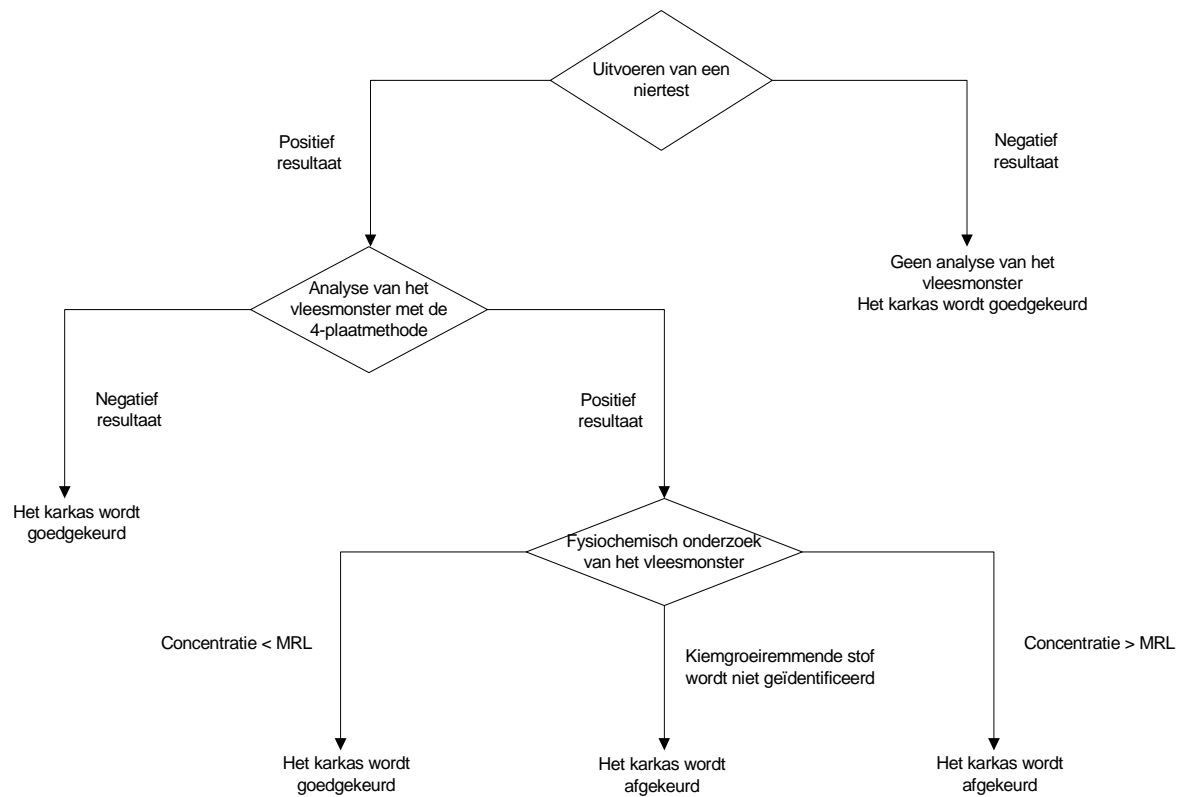 Uitvoeren van een
niertest
Positief
resultaat
Negatief
resultaat
Analyse van het
vleesmonster met de
4-plaatmethode
Geen analyse van het
vleesmonster
Het karkas wordt goedgekeurd
Negatief
resultaat
Positief
resultaat
Het karkas wordt
goedgekeurd
Fysiochemisch onderzoek
van het vleesmonster
Concentratie < MRL
Kiemgroeiremmende stof
wordt niet geïdentificeerd
Concentratie > MRL
Het karkas wordt
goedgekeurd
Het karkas wordt
afgekeurd
Het karkas wordt
afgekeurd